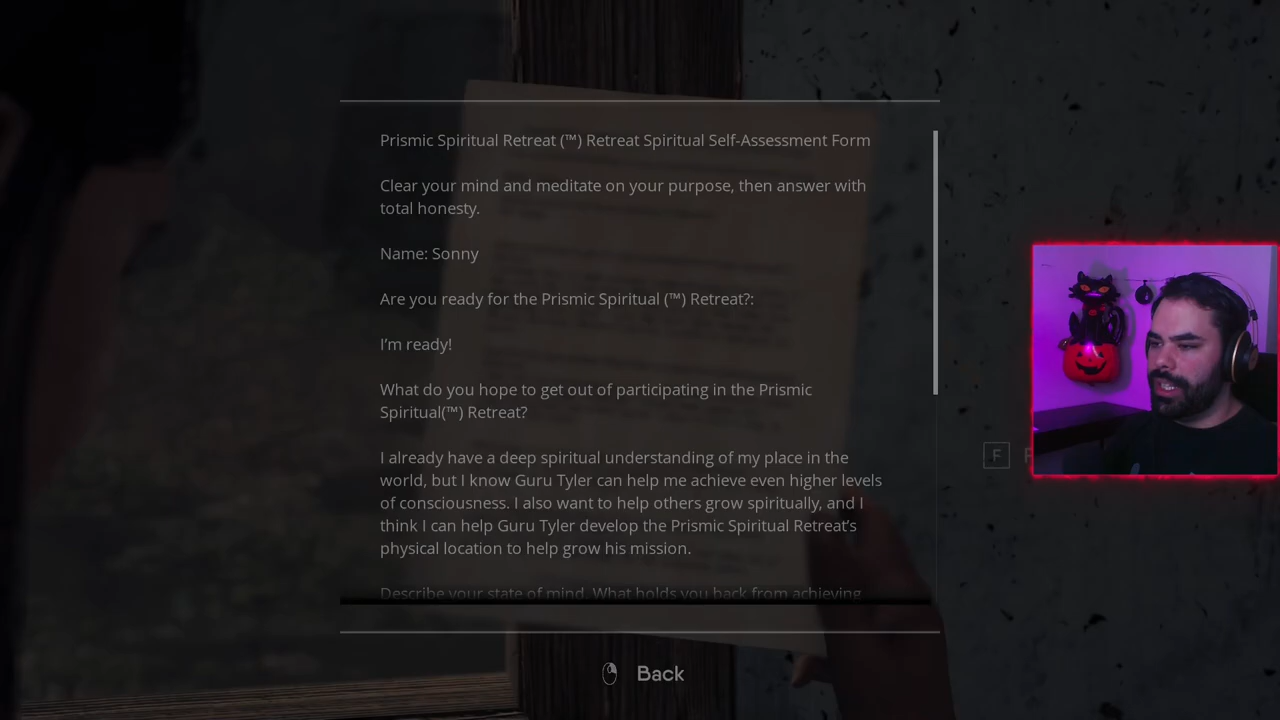 Prismic Spiritual Retreat (™) Retreat Spiritual Self-Assessment Form
Clear your mind and meditate on your purpose, then answer with
total honesty.
Name: Sonny
Are you ready for the Prismic Spiritual (™) Retreat?:
I'm ready!
What do you hope to get out of participating in the Prismic
Spiritual(™) Retreat?
I already have a deep spiritual understanding of my place in the
world, but I know Guru Tyler can help me achieve even higher levels
of consciousness. I also want to help others grow spiritually, and I
think I can help Guru Tyler develop the Prismic Spiritual Retreat's
physical location to help grow his mission.
Describe your state of mind. What holds you back from achieving
F
Back